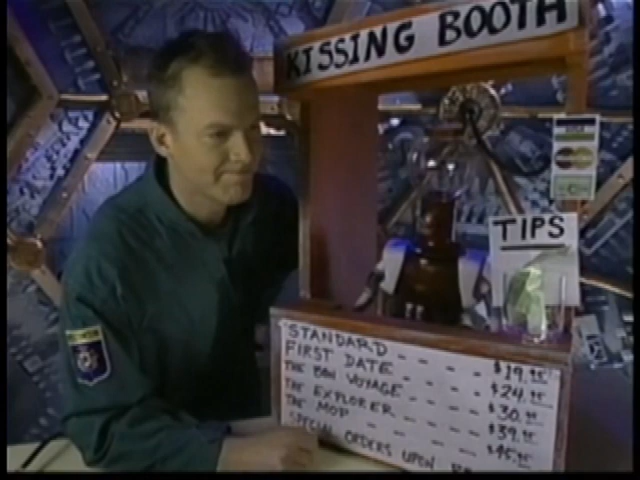 KISSING BOOTH
TIPS
STANDARD - - - - $19.95
FIRST DATE - - - - $24.95
THE BON VOYAGE - - - $30.95
THE EXPLORER - - - $39.95
THE MOP - - - - $45.95
SPECIAL ORDERS UPON